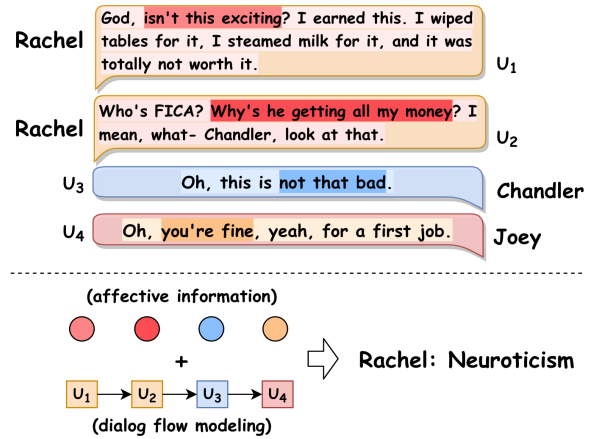 Rachel
God, isn't this exciting? I earned this. I wiped
tables for it, I steamed milk for it, and it was
totally not worth it.
U1
Rachel
Who's FICA? Why's he getting all my money? I
mean, what- Chandler, look at that.
U2
U3
Oh, this is not that bad.
Chandler
U4
Oh, you're fine, yeah, for a first job.
Joey
(affective information)
+
Rachel: Neuroticism
U1 U2 U3 U4
(dialog flow modeling)